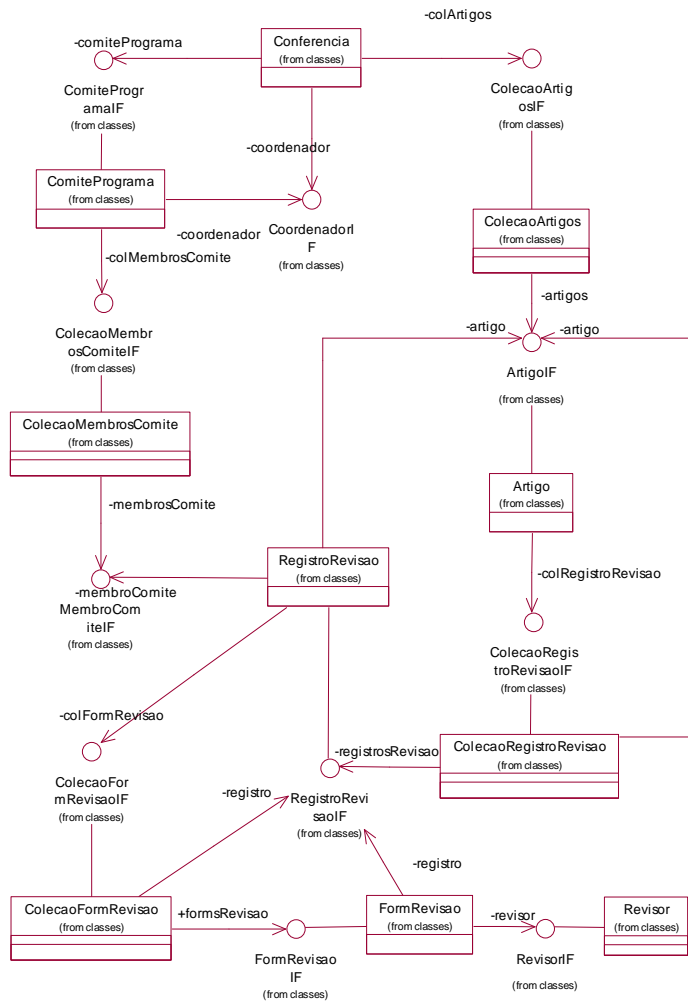 -colArtigos
Conferencia
(from classes)
-comitePrograma
ComiteProgr
amaIF
(from classes)
ColecaoArtig
osIF
(from classes)
-coordenador
ComitePrograma
(from classes)
-coordenador
CoordenadorI
F
(from classes)
ColecaoArtigos
(from classes)
-colMembrosComite
-artigos
ColecaoMembr
osComiteIF
(from classes)
-artigo
-artigo
ArtigoIF
(from classes)
ColecaoMembrosComite
(from classes)
Artigo
(from classes)
-membrosComite
RegistroRevisao
(from classes)
-colRegistroRevisao
-membroComite
MembroCom
iteIF
(from classes)
ColecaoRegis
troRevisaoIF
(from classes)
-colFormRevisao
-registrosRevisao
ColecaoRegistroRevisao
(from classes)
ColecaoFor
mRevisaoIF
(from classes)
-registro
RegistroRevi
saoIF
(from classes)
-registro
ColecaoFormRevisao
(from classes)
+formsRevisao
FormRevisao
(from classes)
-revisor
Revisor
(from classes)
FormRevisao
IF
(from classes)
RevisorIF
(from classes)